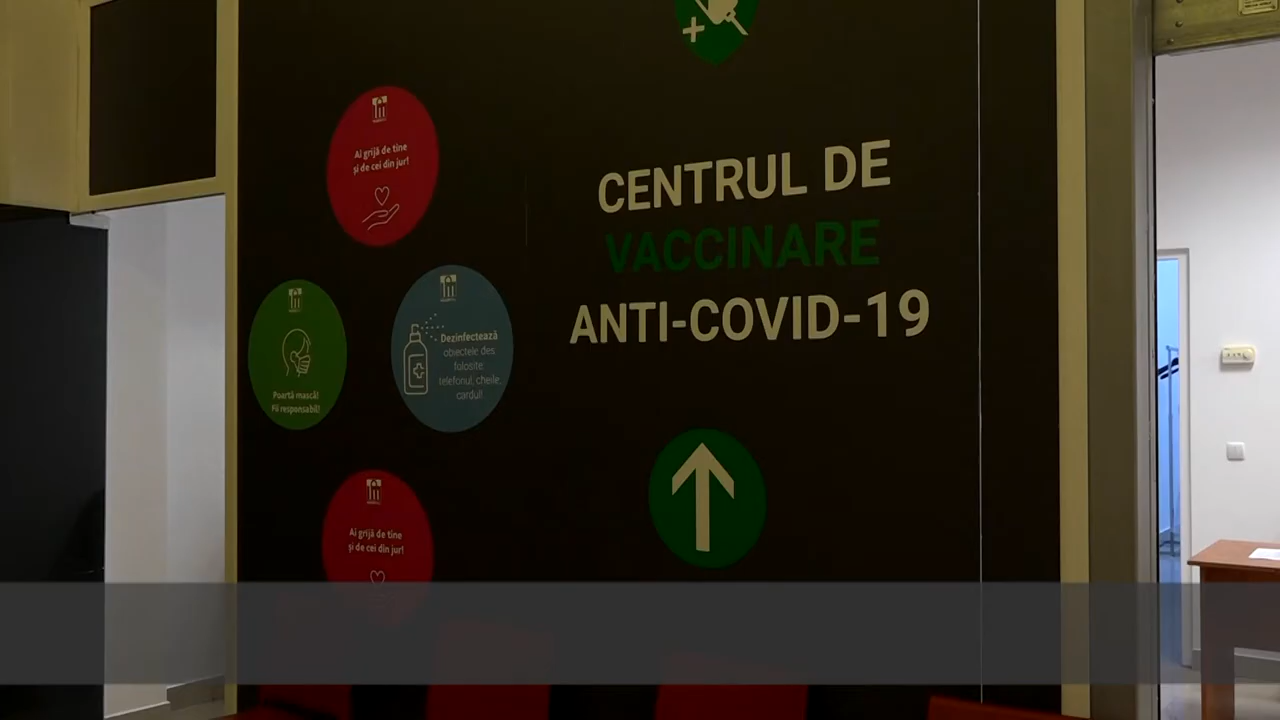 Ai grijă de tine
și de cei din jur!
CENTRUL DE
VACCINARE
ANTI-COVID-19
Poartă mască!
Fii responsabil!
Dezinfectează
obiectele des
folosite:
telefonul, cheile,
cardul!
Ai grijă de tine
și de cei din jur!